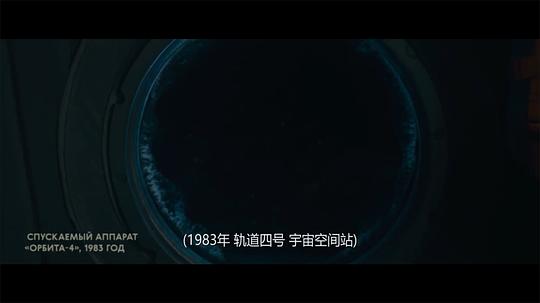 СПУСКАЕМЫЙ АППАРАТ
«ОРБИТА-4», 1983 ГОД
(1983年 轨道四号 宇宙空间站)